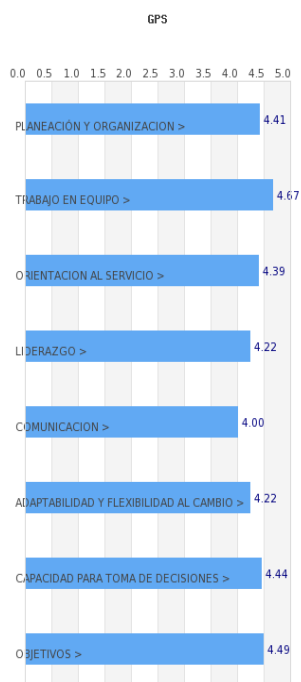 GPS
0.0 0.5 1.0 1.5 2.0 2.5 3.0 3.5 4.0 4.5 5.0
PLANEACIÓN Y ORGANIZACION > 4.41
TRABAJO EN EQUIPO > 4.67
ORIENTACION AL SERVICIO > 4.39
LIDERAZGO > 4.22
COMUNICACION > 4.00
ADAPTABILIDAD Y FLEXIBILIDAD AL CAMBIO > 4.22
CAPACIDAD PARA TOMA DE DECISIONES > 4.44
OBJETIVOS > 4.49